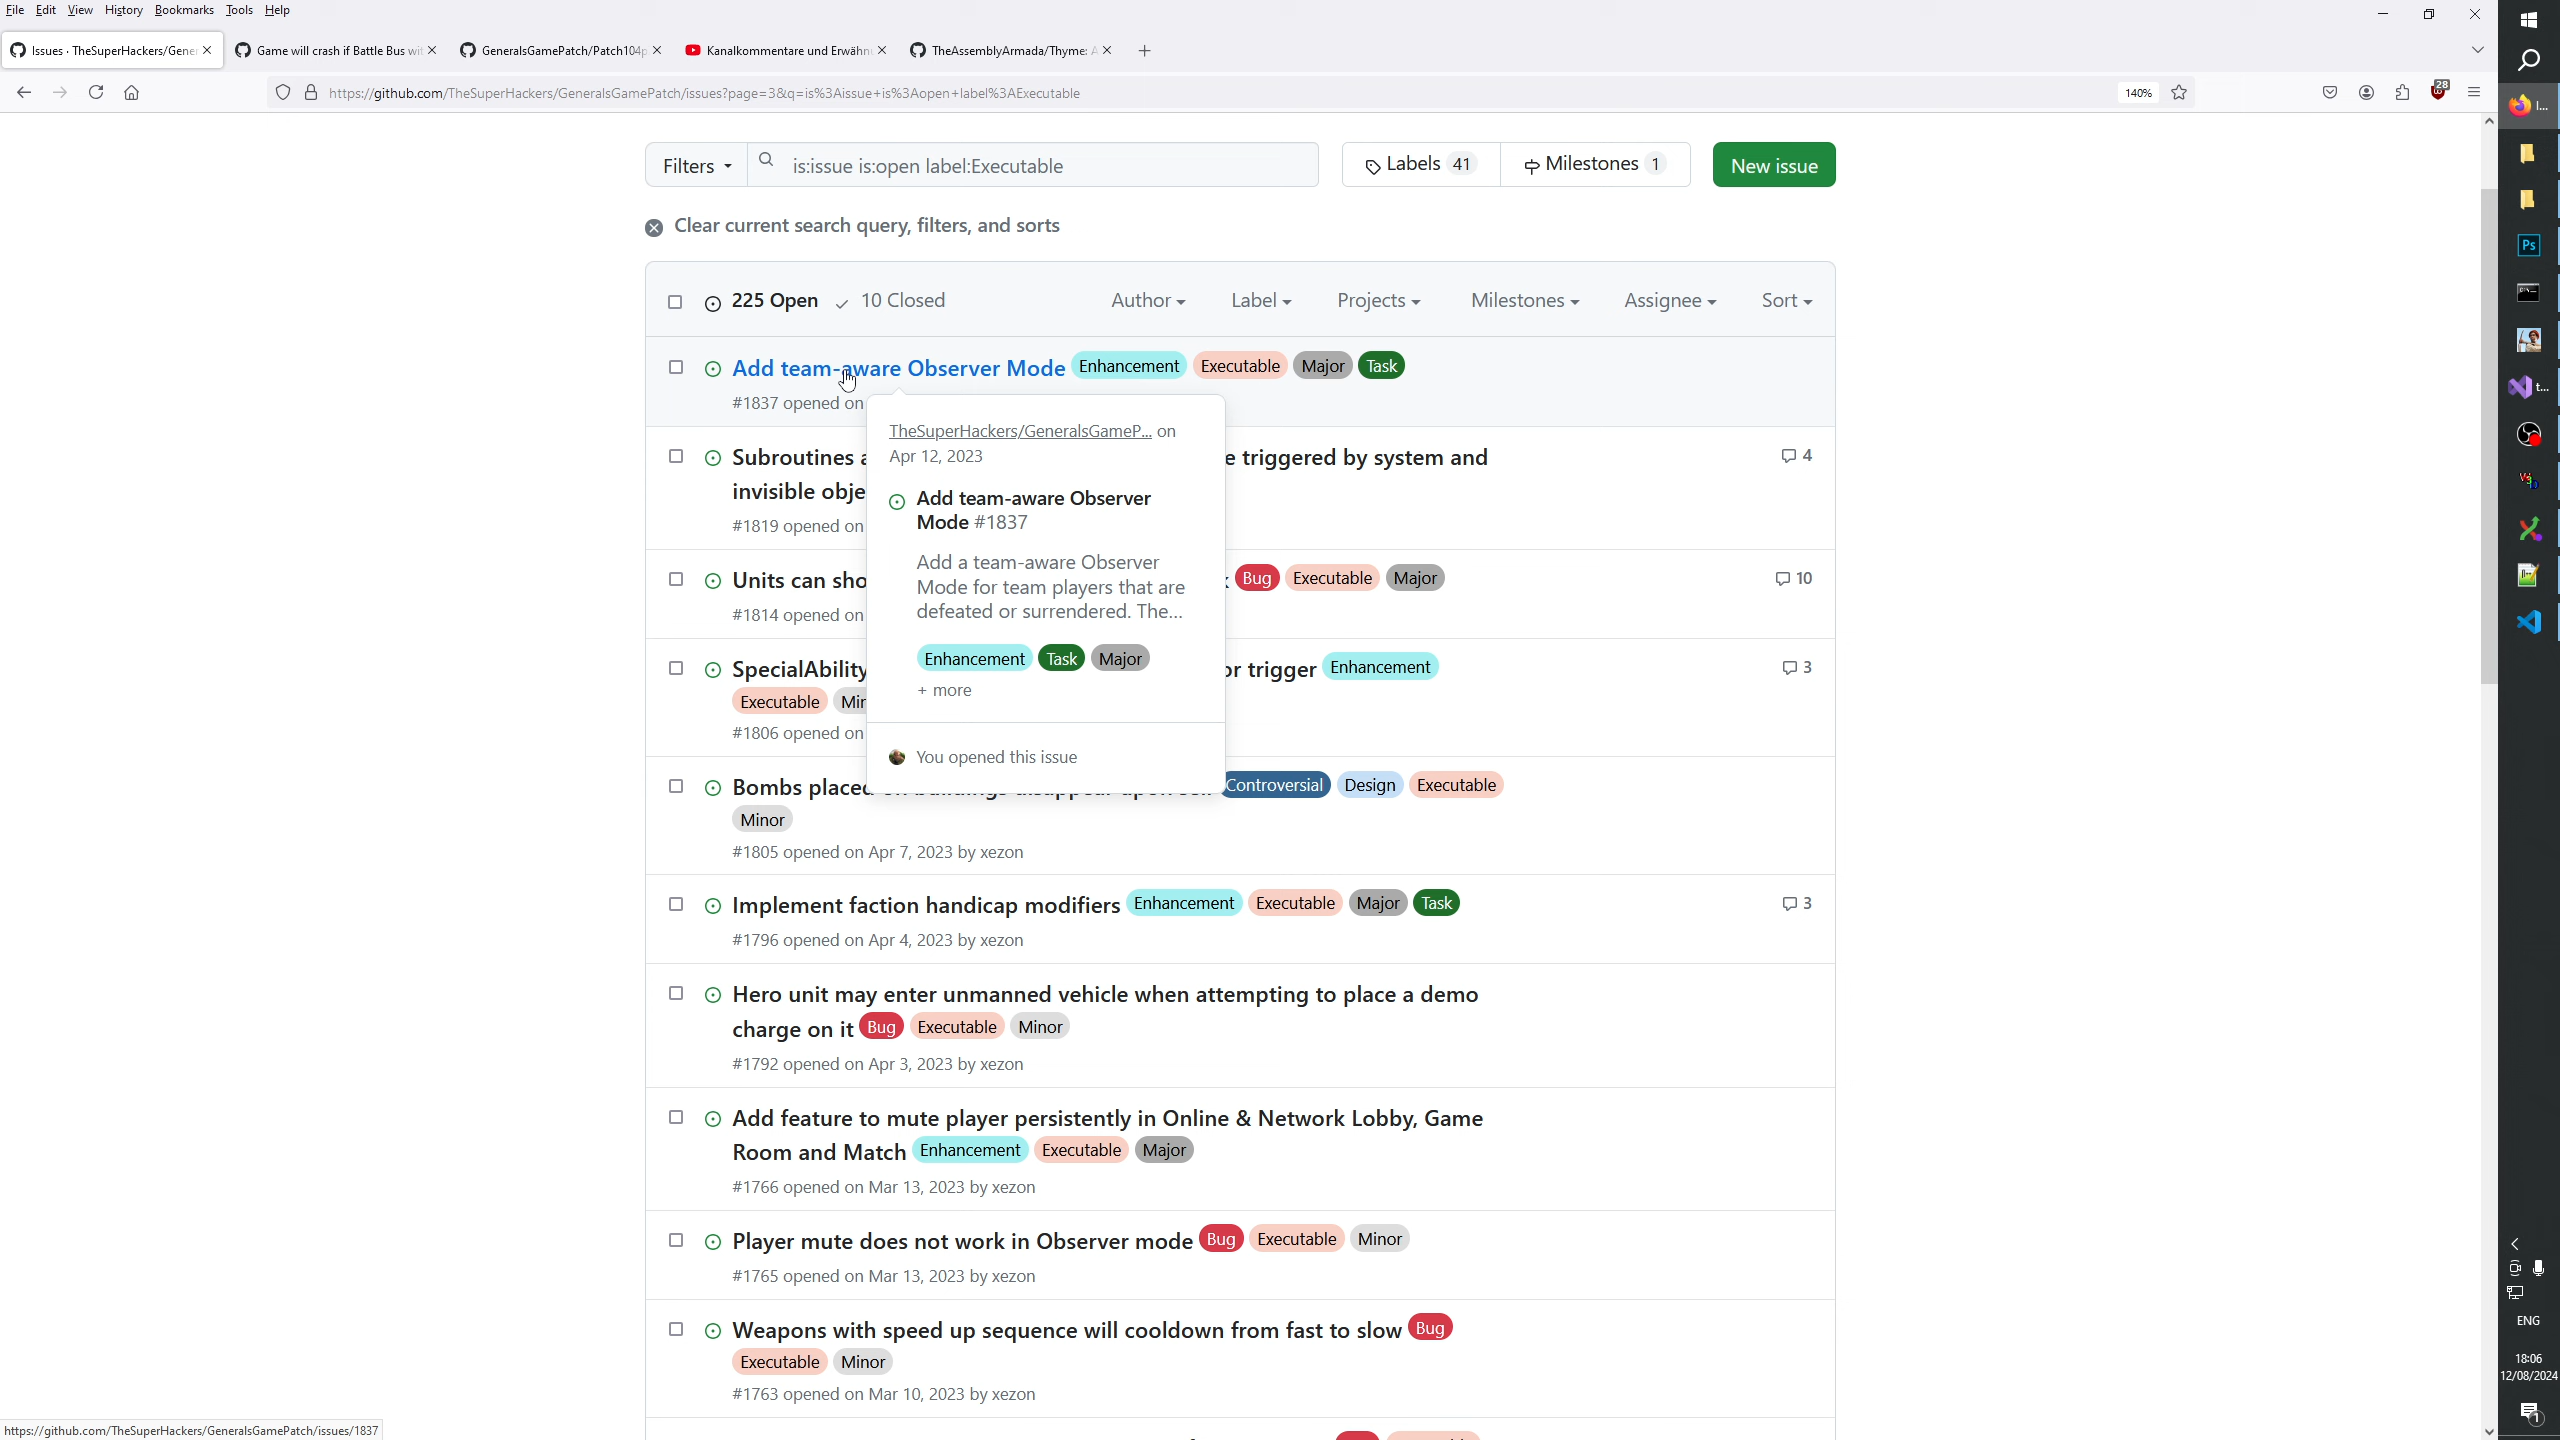 File Edit View History Bookmarks Tools Help
Issues · TheSuperHackers/Gener
Game will crash if Battle Bus wit
GeneralsGamePatch/Patch104p
Kanalkommentare und Erwähn
TheAssemblyArmada/Thyme: A
https://github.com/TheSuperHackers/GeneralsGamePatch/issues?page=3&q=is%3Aissue+is%3Aopen+label%3AExecutable
140%
28
Filters
is:issue is:open label:Executable
Labels 41
Milestones 1
New issue
Clear current search query, filters, and sorts
225 Open 10 Closed Author Label Projects Milestones Assignee Sort
Add team-aware Observer Mode Enhancement Executable Major Task
#1837 opened on
TheSuperHackers/GeneralsGameP... on
Apr 12, 2023
Add team-aware Observer
Mode #1837
Add a team-aware Observer
Mode for team players that are
defeated or surrendered. The...
Enhancement Task Major
+ more
You opened this issue
Subroutines e triggered by system and 4
invisible obje
#1819 opened on
Units can sho Bug Executable Major 10
#1814 opened on
SpecialAbility or trigger Enhancement 3
Executable Mir
#1806 opened on
Bombs placed Controversial Design Executable
Minor
#1805 opened on Apr 7, 2023 by xezon
Implement faction handicap modifiers Enhancement Executable Major Task 3
#1796 opened on Apr 4, 2023 by xezon
Hero unit may enter unmanned vehicle when attempting to place a demo
charge on it Bug Executable Minor
#1792 opened on Apr 3, 2023 by xezon
Add feature to mute player persistently in Online & Network Lobby, Game
Room and Match Enhancement Executable Major
#1766 opened on Mar 13, 2023 by xezon
Player mute does not work in Observer mode Bug Executable Minor
#1765 opened on Mar 13, 2023 by xezon
Weapons with speed up sequence will cooldown from fast to slow Bug
Executable Minor
#1763 opened on Mar 10, 2023 by xezon
https://github.com/TheSuperHackers/GeneralsGamePatch/issues/1837
I...
Ps
t...
ENG
18:06
12/08/2024
1